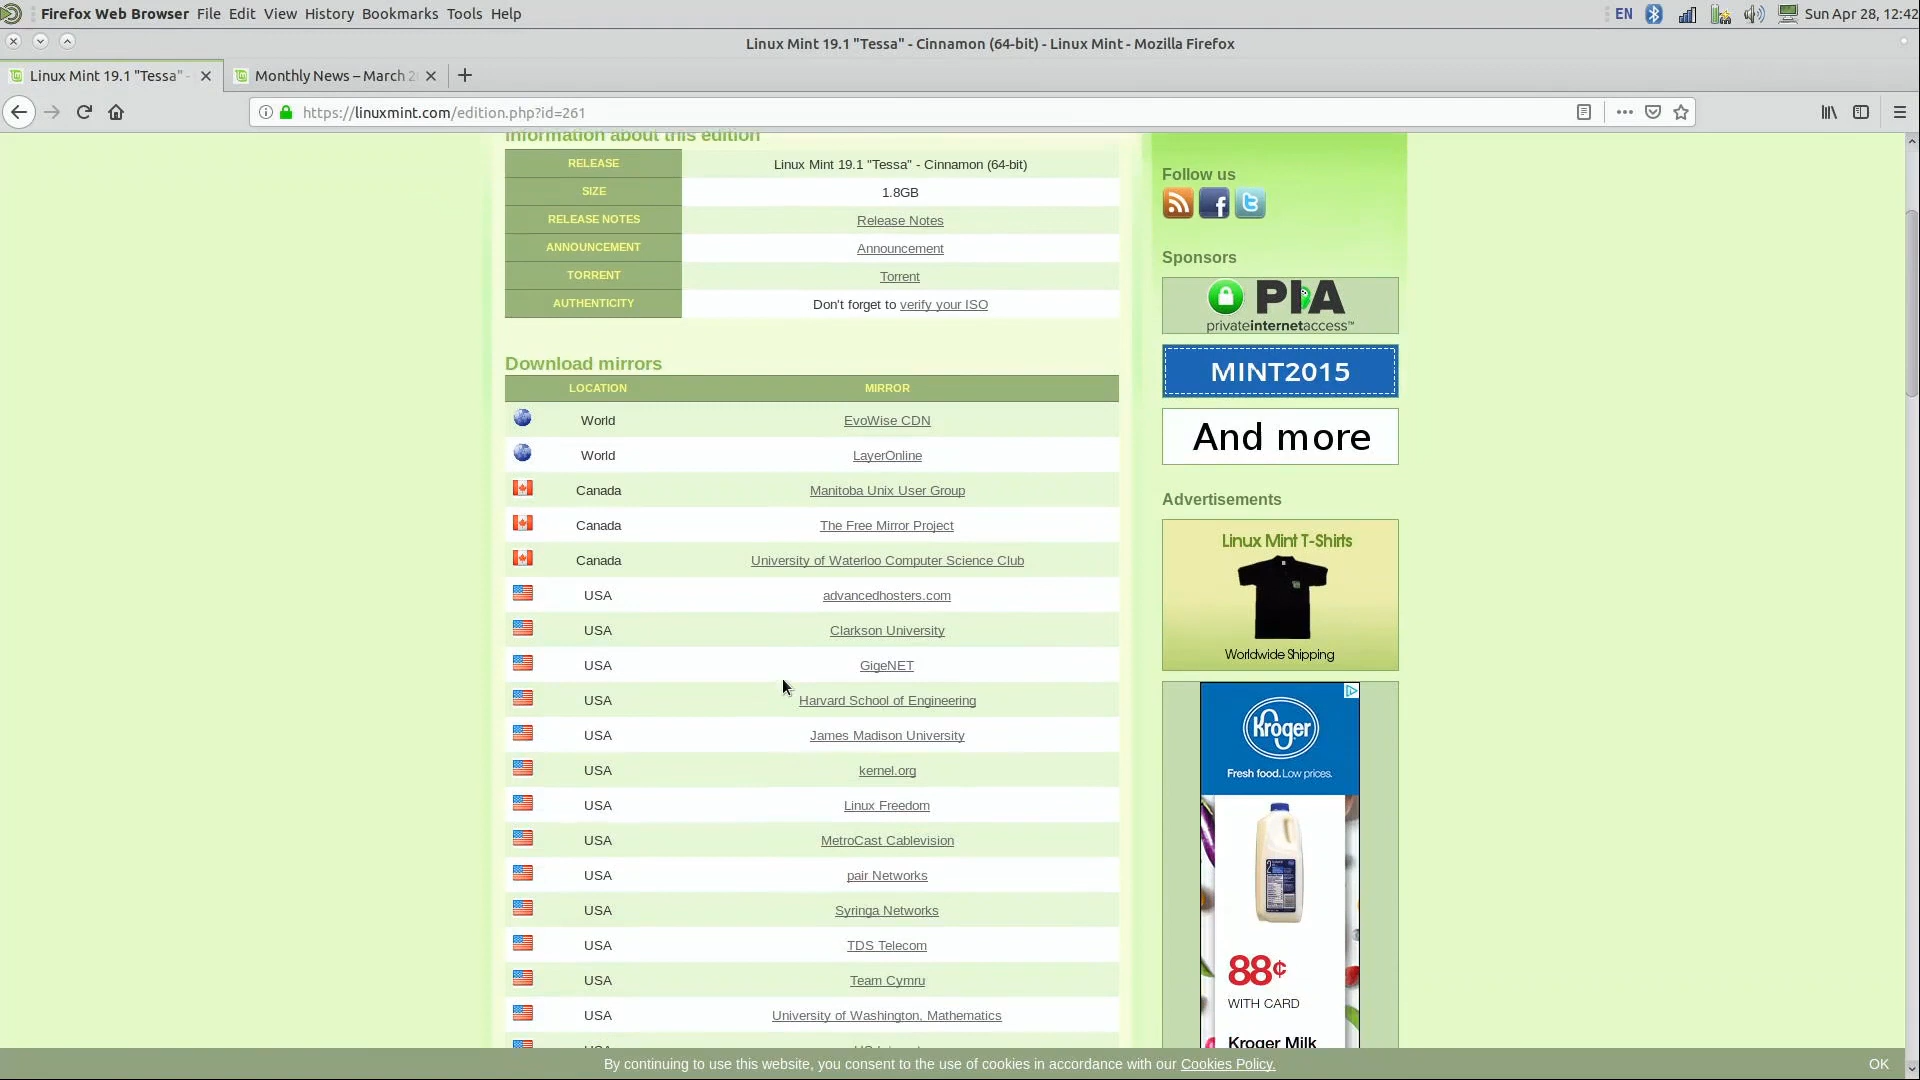 Firefox Web Browser File Edit View History Bookmarks Tools Help
EN
Sun Apr 28, 12:42
Linux Mint 19.1 "Tessa" - Cinnamon (64-bit) - Linux Mint - Mozilla Firefox
Linux Mint 19.1 "Tessa" -
Monthly News – March 2
https://linuxmint.com/edition.php?id=261
Information about this edition
RELEASE Linux Mint 19.1 "Tessa" - Cinnamon (64-bit)
SIZE 1.8GB
RELEASE NOTES Release Notes
ANNOUNCEMENT Announcement
TORRENT Torrent
AUTHENTICITY Don't forget to verify your ISO
Download mirrors
LOCATION MIRROR
World EvoWise CDN
World LayerOnline
Canada Manitoba Unix User Group
Canada The Free Mirror Project
Canada University of Waterloo Computer Science Club
USA advancedhosters.com
USA Clarkson University
USA GigeNET
USA Harvard School of Engineering
USA James Madison University
USA kernel.org
USA Linux Freedom
USA MetroCast Cablevision
USA pair Networks
USA Syringa Networks
USA TDS Telecom
USA Team Cymru
USA University of Washington, Mathematics
Follow us
Sponsors
PIA
privateinternetaccess™
MINT2015
And more
Advertisements
Linux Mint T-Shirts
Worldwide Shipping
Kroger
Fresh food. Low prices.
88¢
WITH CARD
Kroger Milk
By continuing to use this website, you consent to the use of cookies in accordance with our Cookies Policy.
OK